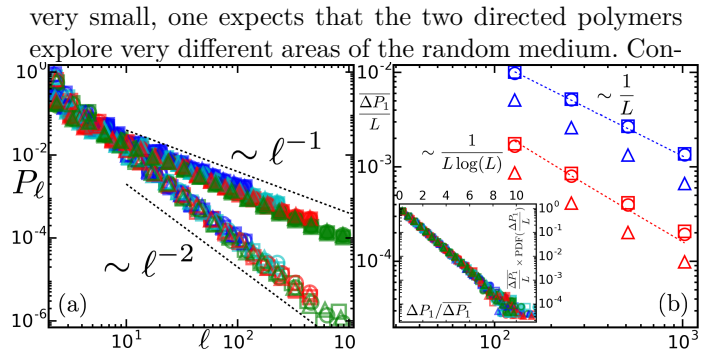 very small, one expects that the two directed polymers
explore very different areas of the random medium. Con-
10^0
10^-2
10^-4
10^-6
P_ℓ
∼ ℓ^−1
∼ ℓ^−2
(a)
10^1
10^2
10^3
ℓ
10^-2
10^-3
10^-4
\overline{ΔP_1}/L
∼ 1/L
∼ 1/(L log(L))
0 2 4 6 8 10
10^0
10^-1
10^-2
10^-3
10^-4
\overline{ΔP_1}/L × PDF(ΔP_1/L)
ΔP_1/\overline{ΔP_1}
(b)
10^2
10^3